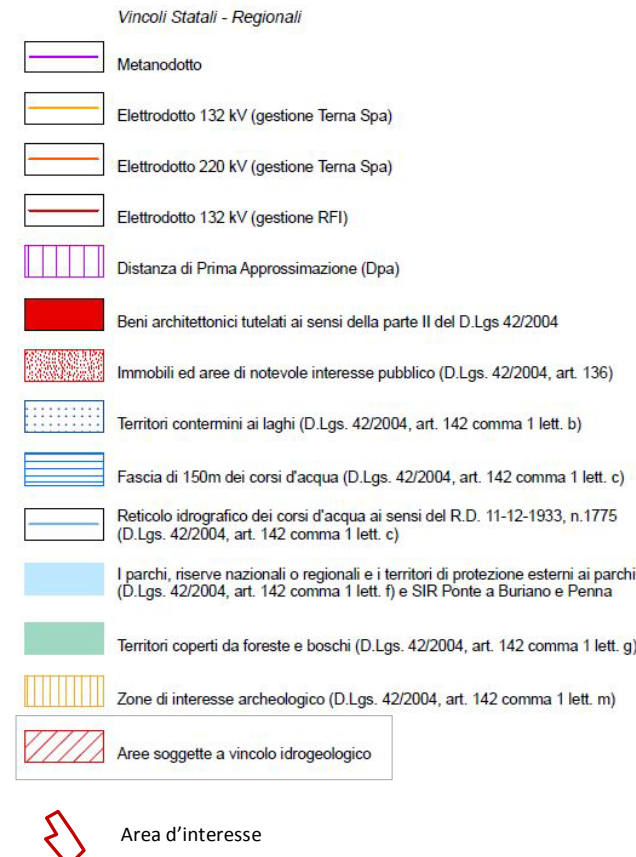 Vincoli Statali - Regionali
Metanodotto
Elettrodotto 132 kV (gestione Terna Spa)
Elettrodotto 220 kV (gestione Terna Spa)
Elettrodotto 132 kV (gestione RFI)
Distanza di Prima Approssimazione (Dpa)
Beni architettonici tutelati ai sensi della parte II del D.Lgs 42/2004
Immobili ed aree di notevole interesse pubblico (D.Lgs. 42/2004, art. 136)
Territori contermini ai laghi (D.Lgs. 42/2004, art. 142 comma 1 lett. b)
Fascia di 150m dei corsi d'acqua (D.Lgs. 42/2004, art. 142 comma 1 lett. c)
Reticolo idrografico dei corsi d'acqua ai sensi del R.D. 11-12-1933, n.1775
(D.Lgs. 42/2004, art. 142 comma 1 lett. c)
I parchi, riserve nazionali o regionali e i territori di protezione esterni ai parchi
(D.Lgs. 42/2004, art. 142 comma 1 lett. f) e SIR Ponte a Buriano e Penna
Territori coperti da foreste e boschi (D.Lgs. 42/2004, art. 142 comma 1 lett. g)
Zone di interesse archeologico (D.Lgs. 42/2004, art. 142 comma 1 lett. m)
Aree soggette a vincolo idrogeologico
Area d’interesse